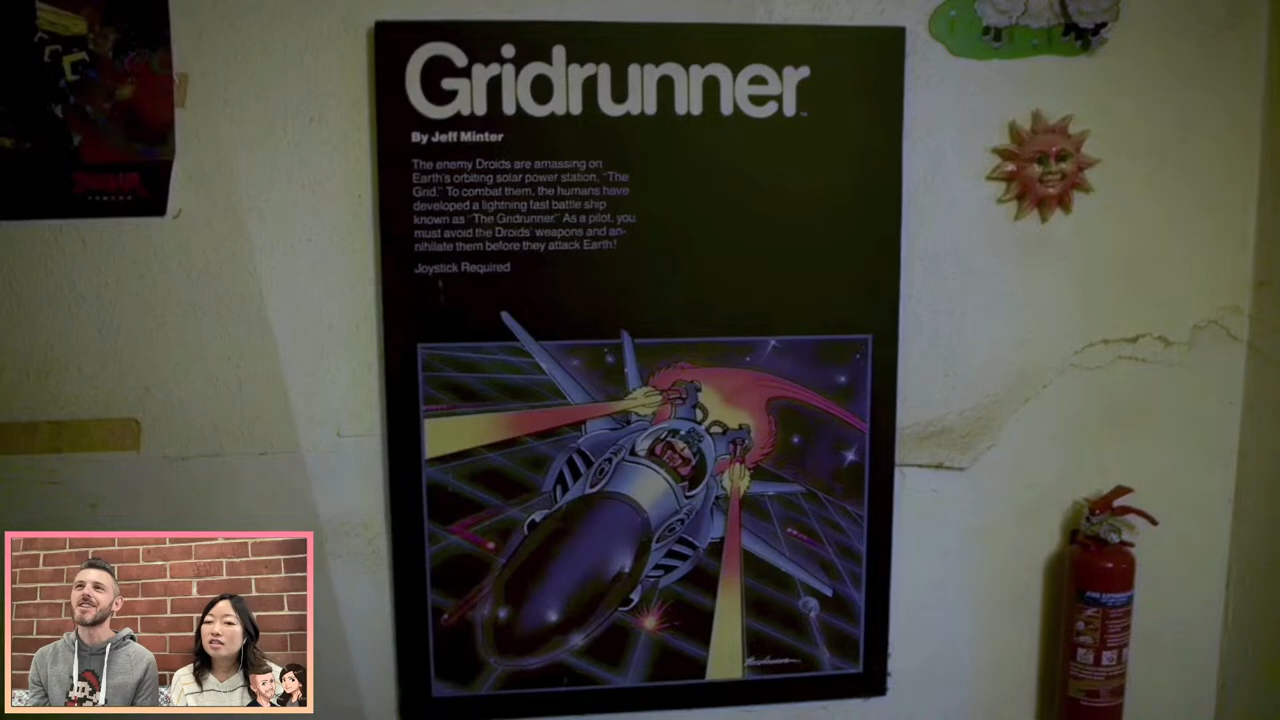 Gridrunner™
By Jeff Minter
The enemy Droids are amassing on
Earth's orbiting solar power station, "The
Grid." To combat them, the humans have
developed a lightning fast battle ship
known as "The Gridrunner." As a pilot, you
must avoid the Droids' weapons and an-
nihilate them before they attack Earth!
Joystick Required